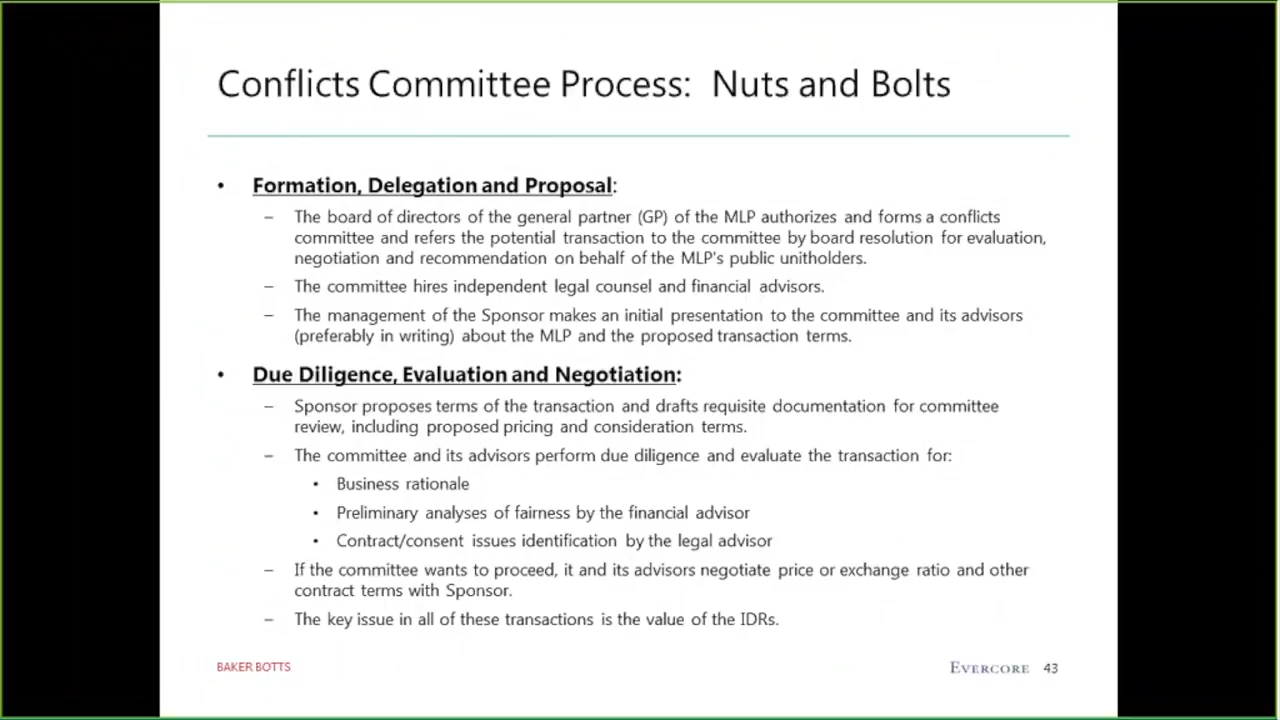 Conflicts Committee Process: Nuts and Bolts
• Formation, Delegation and Proposal:
– The board of directors of the general partner (GP) of the MLP authorizes and forms a conflicts
committee and refers the potential transaction to the committee by board resolution for evaluation,
negotiation and recommendation on behalf of the MLP's public unitholders.
– The committee hires independent legal counsel and financial advisors.
– The management of the Sponsor makes an initial presentation to the committee and its advisors
(preferably in writing) about the MLP and the proposed transaction terms.
• Due Diligence, Evaluation and Negotiation:
– Sponsor proposes terms of the transaction and drafts requisite documentation for committee
review, including proposed pricing and consideration terms.
– The committee and its advisors perform due diligence and evaluate the transaction for:
• Business rationale
• Preliminary analyses of fairness by the financial advisor
• Contract/consent issues identification by the legal advisor
– If the committee wants to proceed, it and its advisors negotiate price or exchange ratio and other
contract terms with Sponsor.
– The key issue in all of these transactions is the value of the IDRs.
BAKER BOTTS
EVERCORE 43